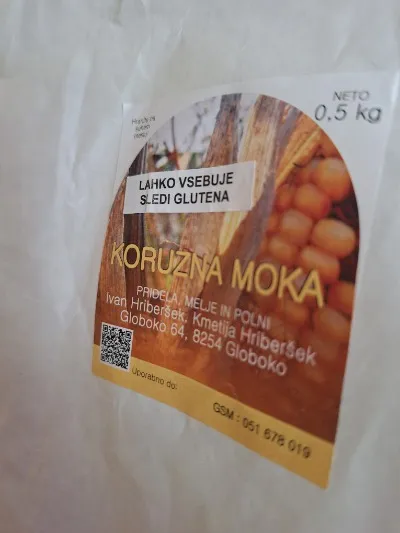 NETO
0,5 kg
LAHKO VSEBUJE
SLEDI GLUTENA
KORUZNA MOKA
PRIDELA, MELJE IN POLNI
Ivan Hriberšek, Kmetija Hriberšek
Globoko 64, 8254 Globoko
Uporabno do:
GSM : 051 678 019